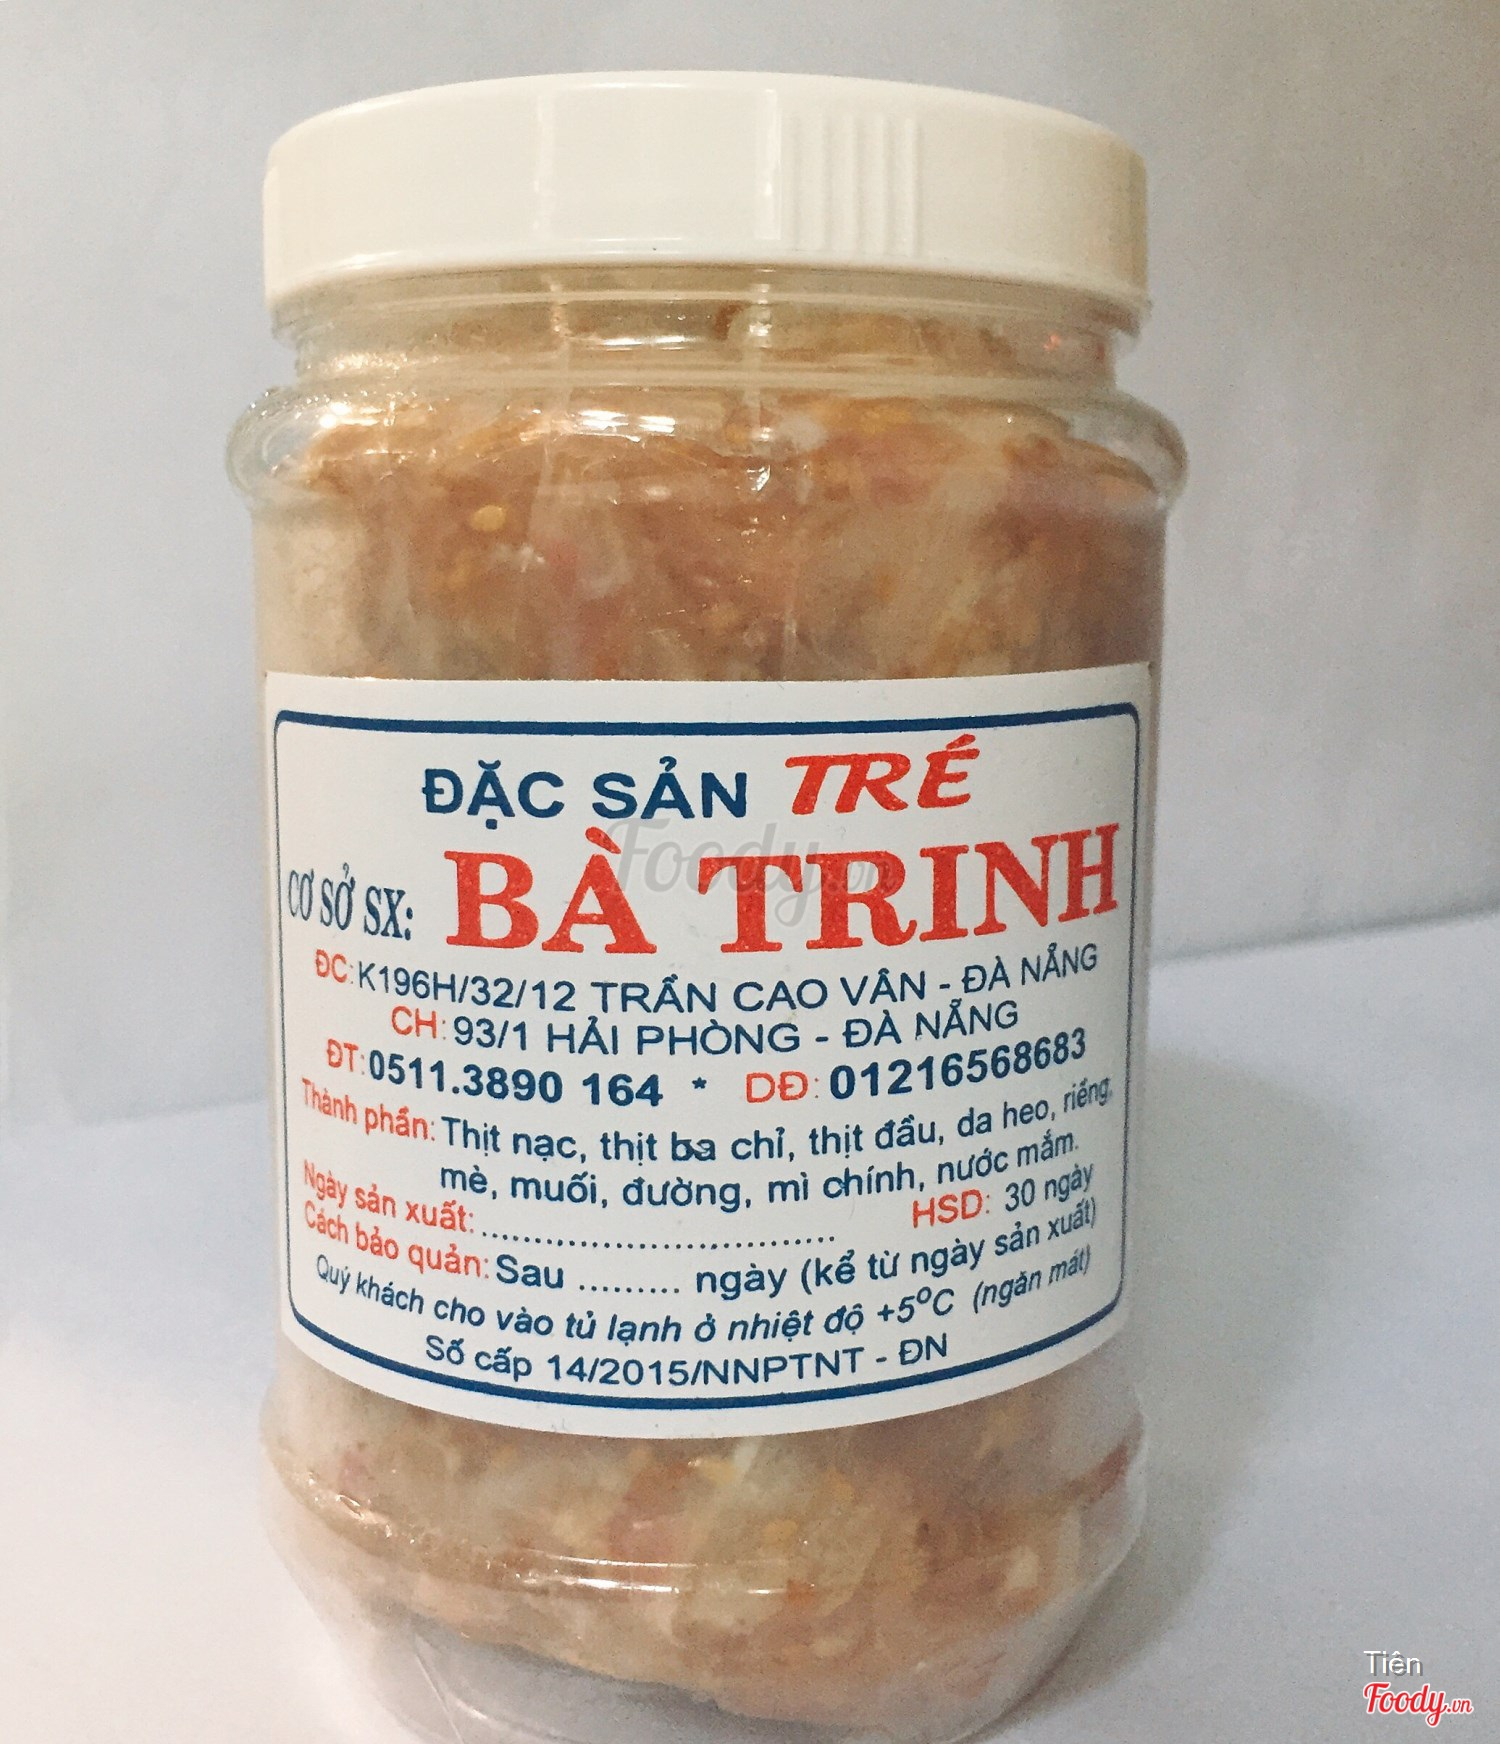 ĐẶC SẢN TRÉ
CƠ SỞ SX: BÀ TRINH
ĐC: K196H/32/12 TRẦN CAO VÂN - ĐÀ NẴNG
CH: 93/1 HẢI PHÒNG - ĐÀ NẴNG
ĐT: 0511.3890 164 * DĐ: 01216568683
Thành phần: Thịt nạc, thịt ba chỉ, thịt đầu, da heo, riềng,
mè, muối, đường, mì chính, nước mắm.
Ngày sản xuất: .................................. HSD: 30 ngày
Cách bảo quản: Sau ......... ngày (kể từ ngày sản xuất)
Quý khách cho vào tủ lạnh ở nhiệt độ +5°C (ngăn mát)
Số cấp 14/2015/NNPTNT - ĐN
Foody.vn
Tiên
Foody.vn